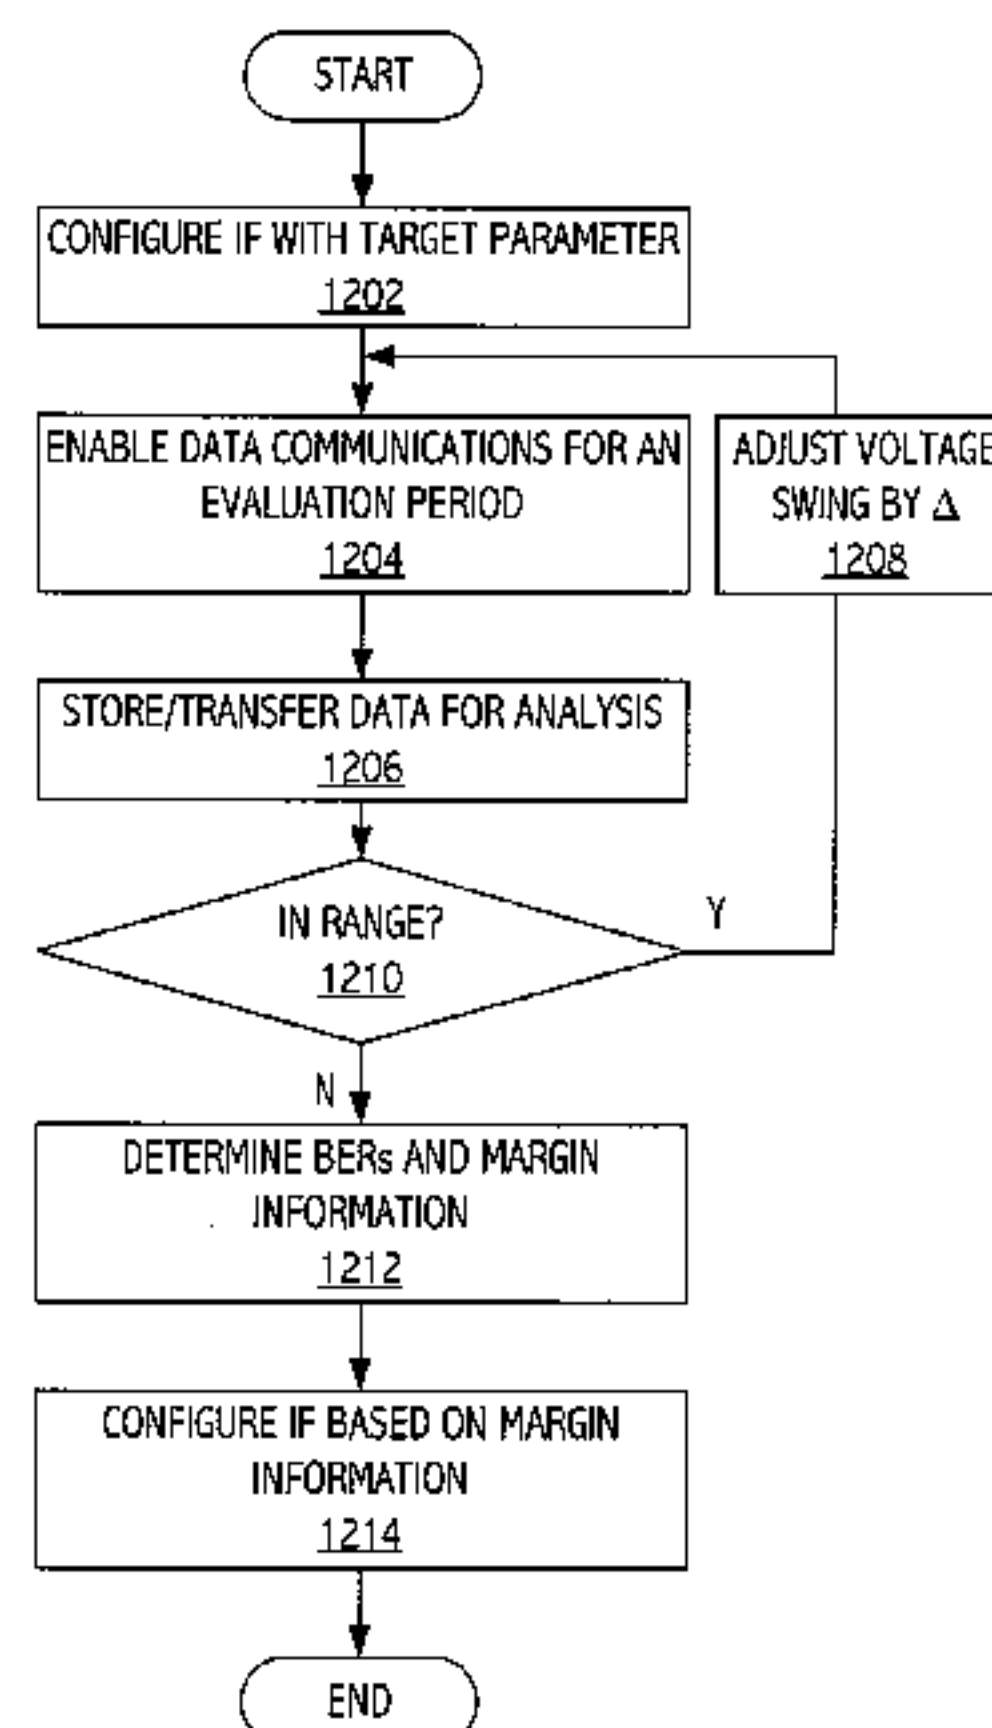 START
CONFIGURE IF WITH TARGET PARAMETER
1202
ENABLE DATA COMMUNICATIONS FOR AN
EVALUATION PERIOD
1204
ADJUST VOLTAGE
SWING BY Δ
1208
STORE/TRANSFER DATA FOR ANALYSIS
1206
IN RANGE?
1210
Y
N
DETERMINE BERs AND MARGIN
INFORMATION
1212
CONFIGURE IF BASED ON MARGIN
INFORMATION
1214
END